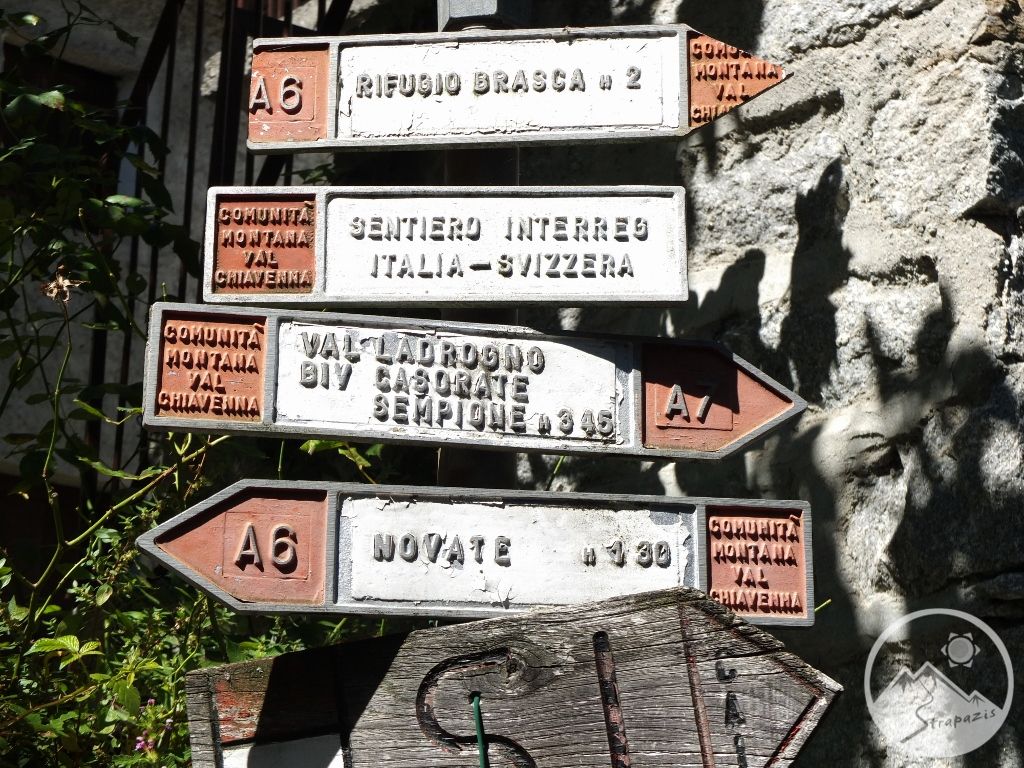 A6
RIFUGIO BRASCA H 2
COMUNITÀ
MONTANA
VAL
CHIAVENNA
COMUNITÀ
MONTANA
VAL
CHIAVENNA
SENTIERO INTERREG
ITALIA-SVIZZERA
COMUNITÀ
MONTANA
VAL
CHIAVENNA
VAL LADROGNO
BIV CASORATE
SEMPIONE H 3 45
A7
A6
NOVATE H 1 30
COMUNITÀ
MONTANA
VAL
CHIAVENNA
Strapazis